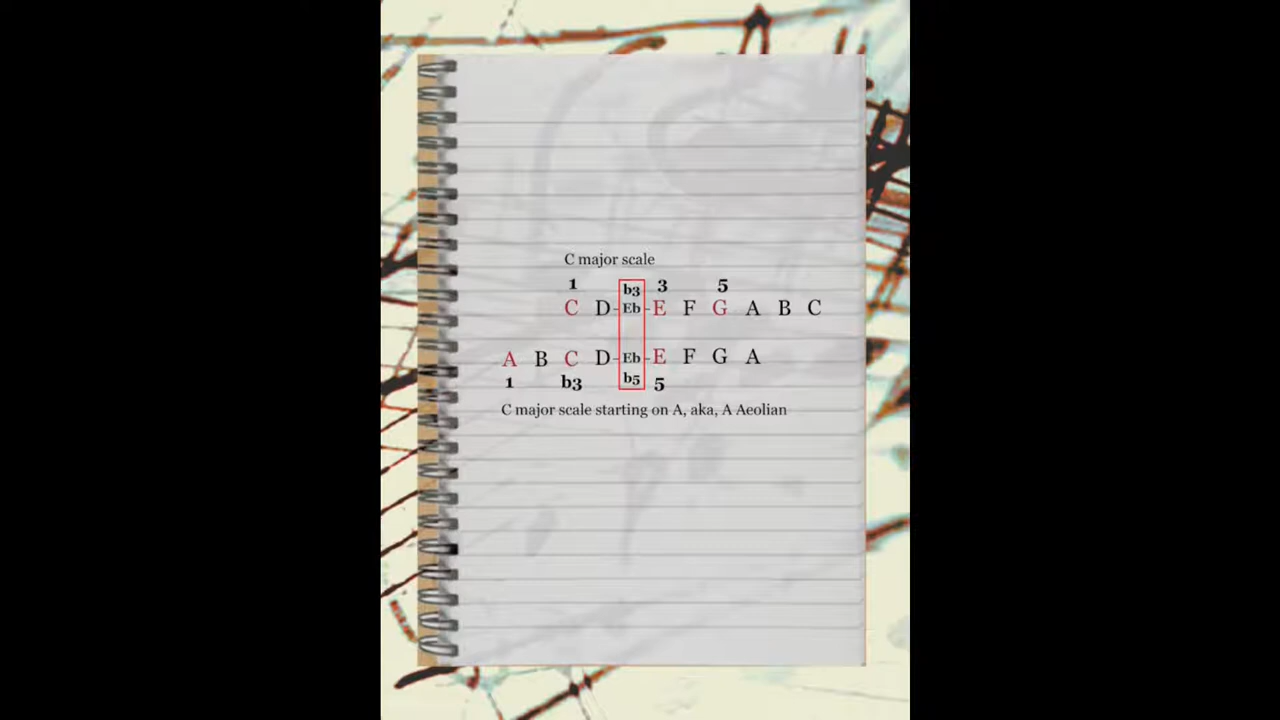 C major scale
1 b3 3 5
C D-Eb-E F G A B C
A B C D-Eb-E F G A
1 b3 b5 5
C major scale starting on A, aka, A Aeolian